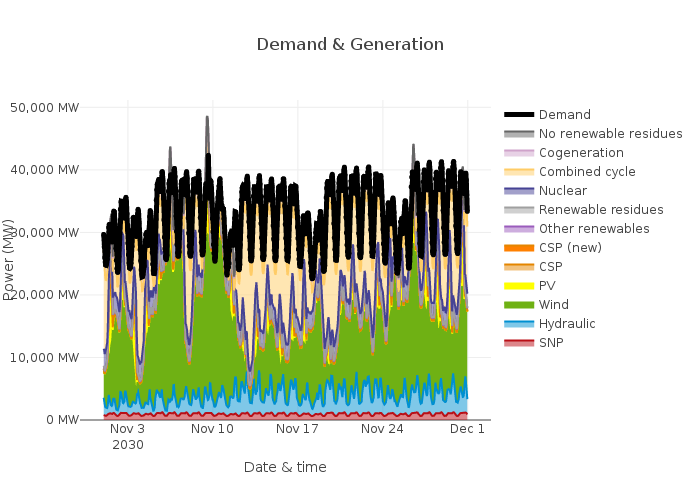 Demand & Generation
50,000 MW
40,000 MW
30,000 MW
20,000 MW
10,000 MW
0 MW
Power (MW)
Nov 3
2030
Nov 10
Nov 17
Nov 24
Dec 1
Date & time
Demand
No renewable residues
Cogeneration
Combined cycle
Nuclear
Renewable residues
Other renewables
CSP (new)
CSP
PV
Wind
Hydraulic
SNP